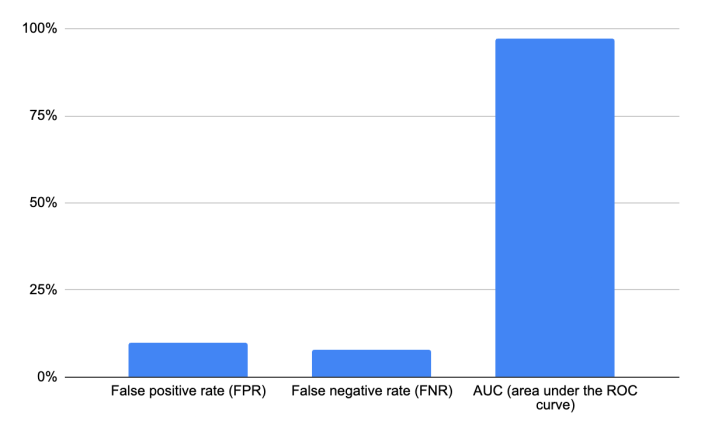 100%
75%
50%
25%
0%
False positive rate (FPR)
False negative rate (FNR)
AUC (area under the ROC
curve)